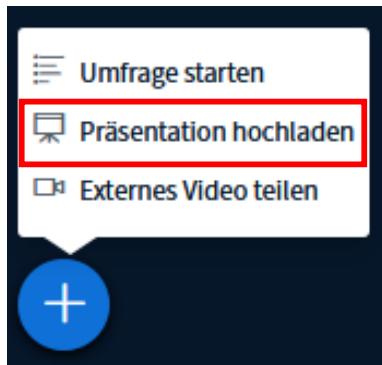 Umfrage starten
Präsentation hochladen
Externes Video teilen